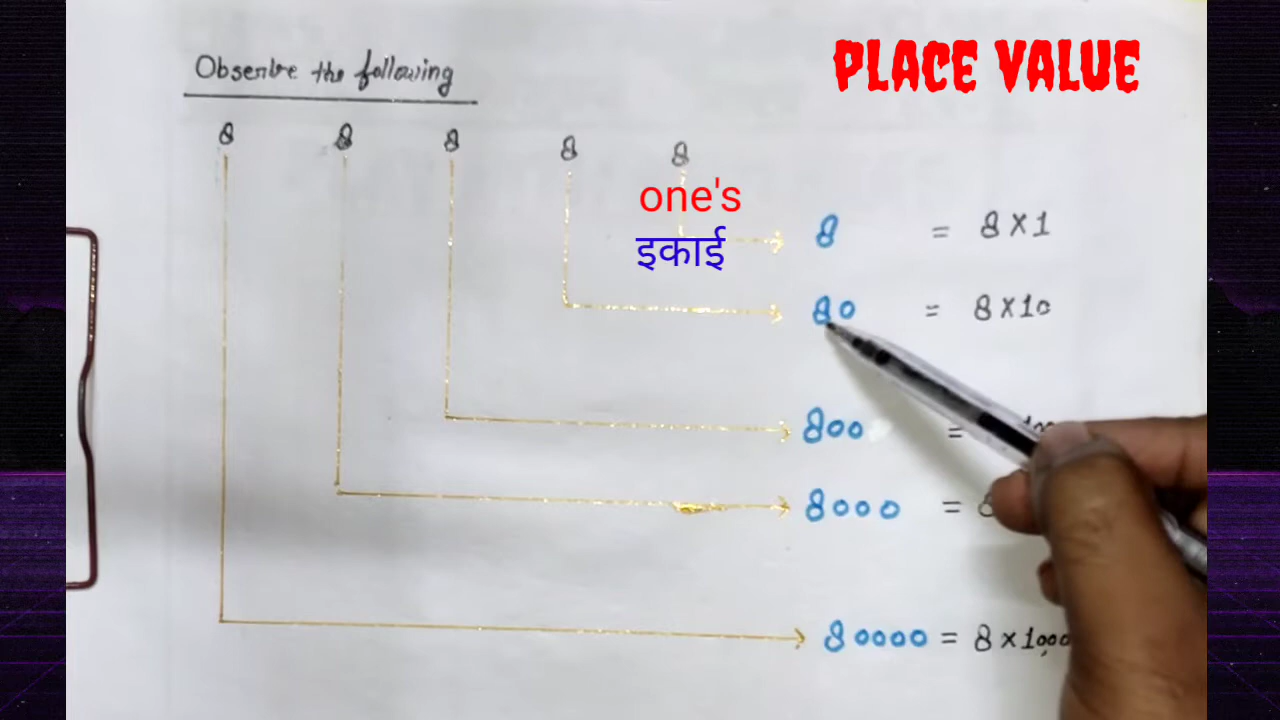 PLACE VALUE
Observe the following
8 8 8 8 8
one's
इकाई
8 = 8 X 1
80 = 8 X 10
800 =
8000 = 8
80000 = 8 X 1000